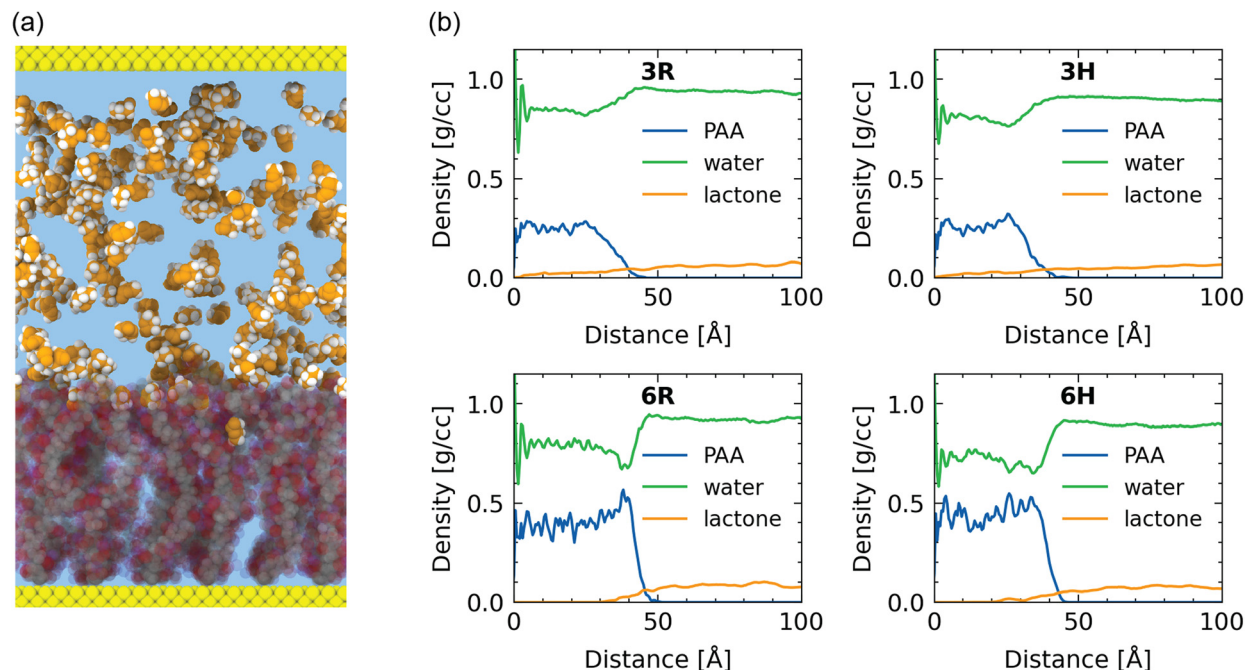 (a)
(b)
3R
Density [g/cc]
1.0
0.5
0.0
PAA
water
lactone
0
50
100
Distance [Å]
3H
Density [g/cc]
1.0
0.5
0.0
PAA
water
lactone
0
50
100
Distance [Å]
6R
Density [g/cc]
1.0
0.5
0.0
PAA
water
lactone
0
50
100
Distance [Å]
6H
Density [g/cc]
1.0
0.5
0.0
PAA
water
lactone
0
50
100
Distance [Å]